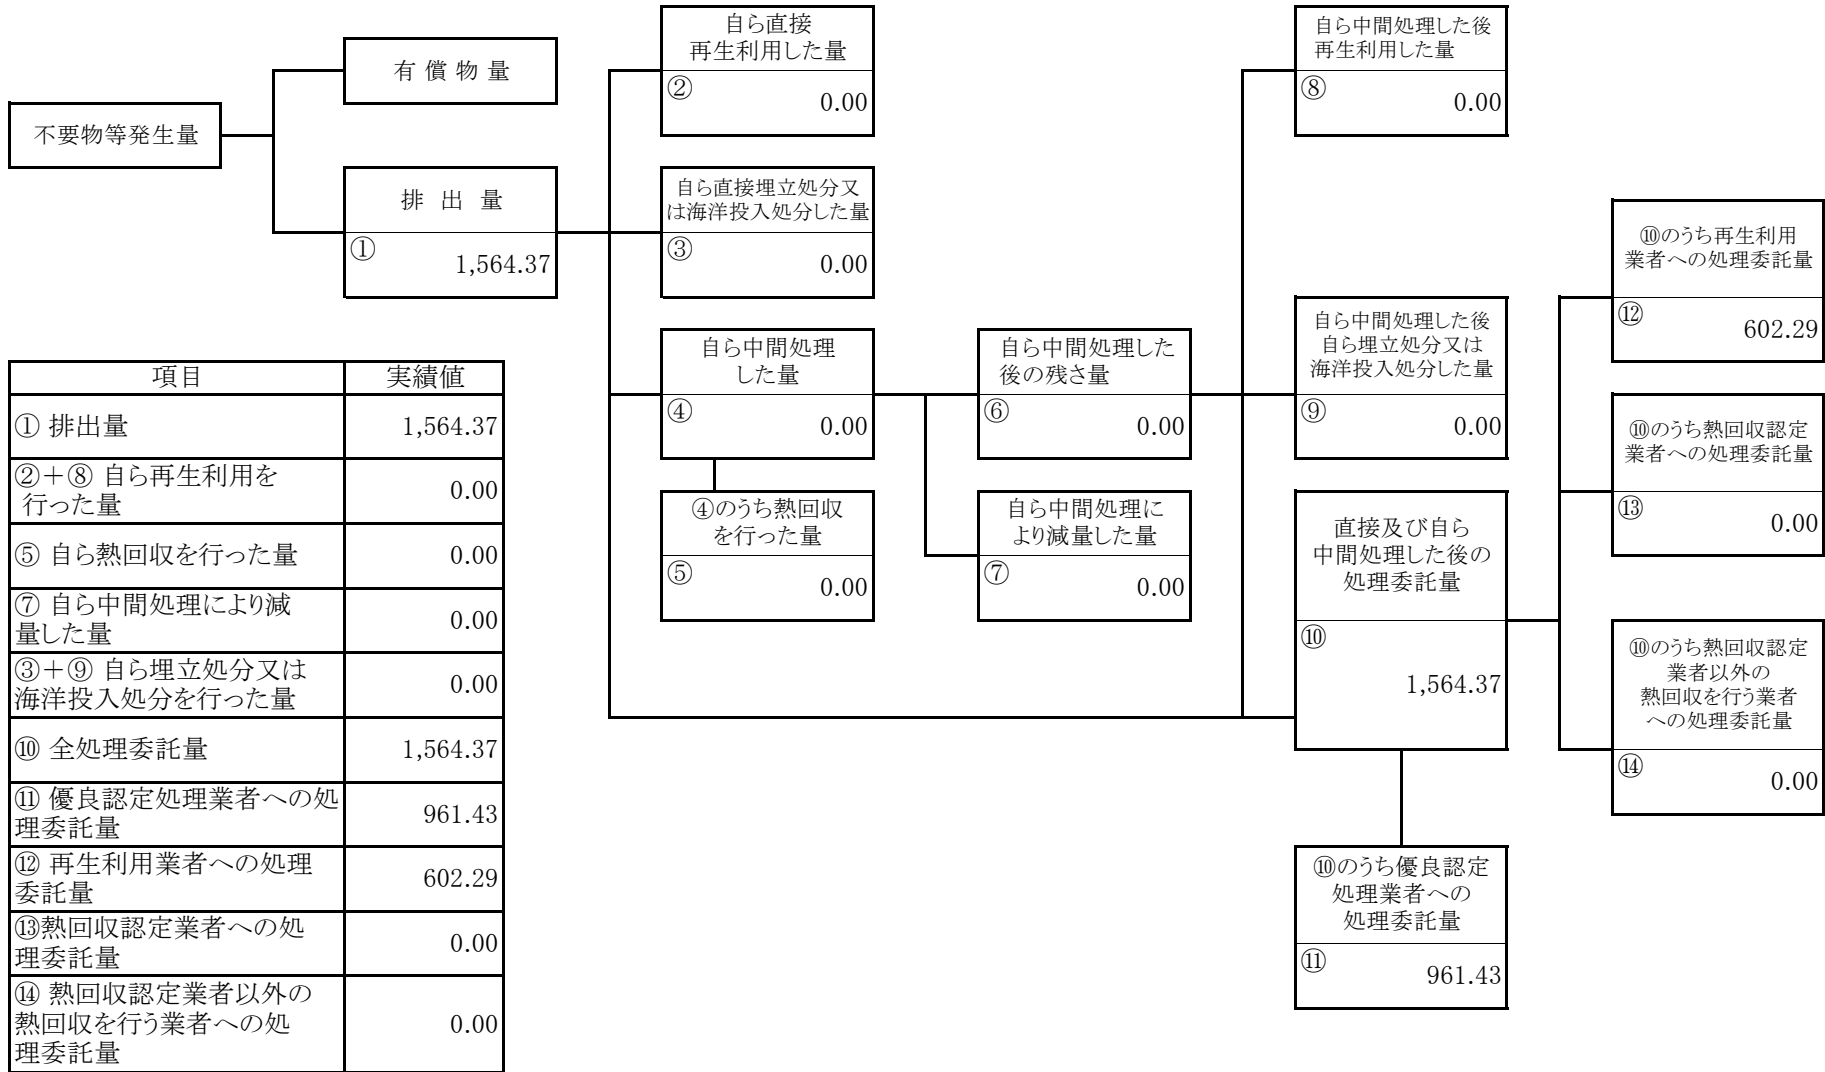 不要物等発生量
有 償 物 量
排 出 量
①
1,564.37
自ら直接
再生利用した量
②
0.00
自ら直接埋立処分又
は海洋投入処分した量
③
0.00
自ら中間処理
した量
④
0.00
④のうち熱回収
を行った量
⑤
0.00
自ら中間処理した
後の残さ量
⑥
0.00
自ら中間処理に
より減量した量
⑦
0.00
自ら中間処理した後
再生利用した量
⑧
0.00
自ら中間処理した後
自ら埋立処分又は
海洋投入処分した量
⑨
0.00
直接及び自ら
中間処理した後の
処理委託量
⑩
1,564.37
⑩のうち優良認定
処理業者への
処理委託量
⑪
961.43
⑩のうち再生利用
業者への処理委託量
⑫
602.29
⑩のうち熱回収認定
業者への処理委託量
⑬
0.00
⑩のうち熱回収認定
業者以外の
熱回収を行う業者
への処理委託量
⑭
0.00
項目 実績値
① 排出量 1,564.37
②+⑧ 自ら再生利用を
行った量 0.00
⑤ 自ら熱回収を行った量 0.00
⑦ 自ら中間処理により減
量した量 0.00
③+⑨ 自ら埋立処分又は
海洋投入処分を行った量 0.00
⑩ 全処理委託量 1,564.37
⑪ 優良認定処理業者への処
理委託量 961.43
⑫ 再生利用業者への処理
委託量 602.29
⑬熱回収認定業者への処
理委託量 0.00
⑭ 熱回収認定業者以外の
熱回収を行う業者への処
理委託量 0.00